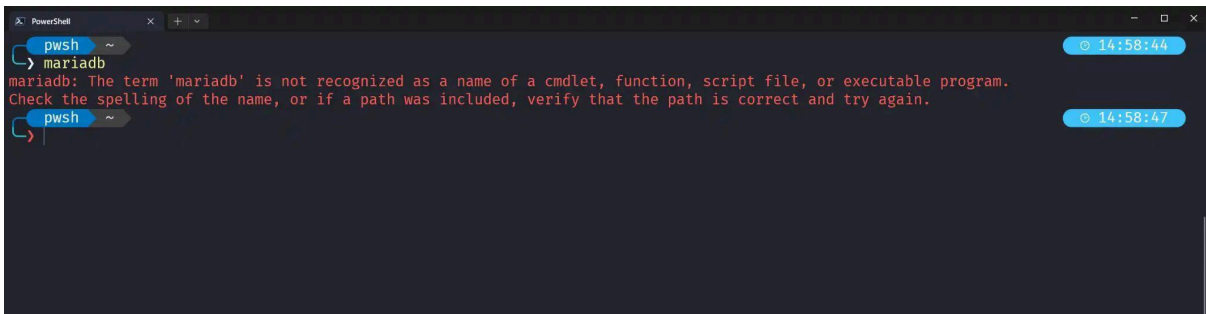 PowerShell
pwsh ~ 14:58:44
❯ mariadb
mariadb: The term 'mariadb' is not recognized as a name of a cmdlet, function, script file, or executable program.
Check the spelling of the name, or if a path was included, verify that the path is correct and try again.
pwsh ~ 14:58:47
❯